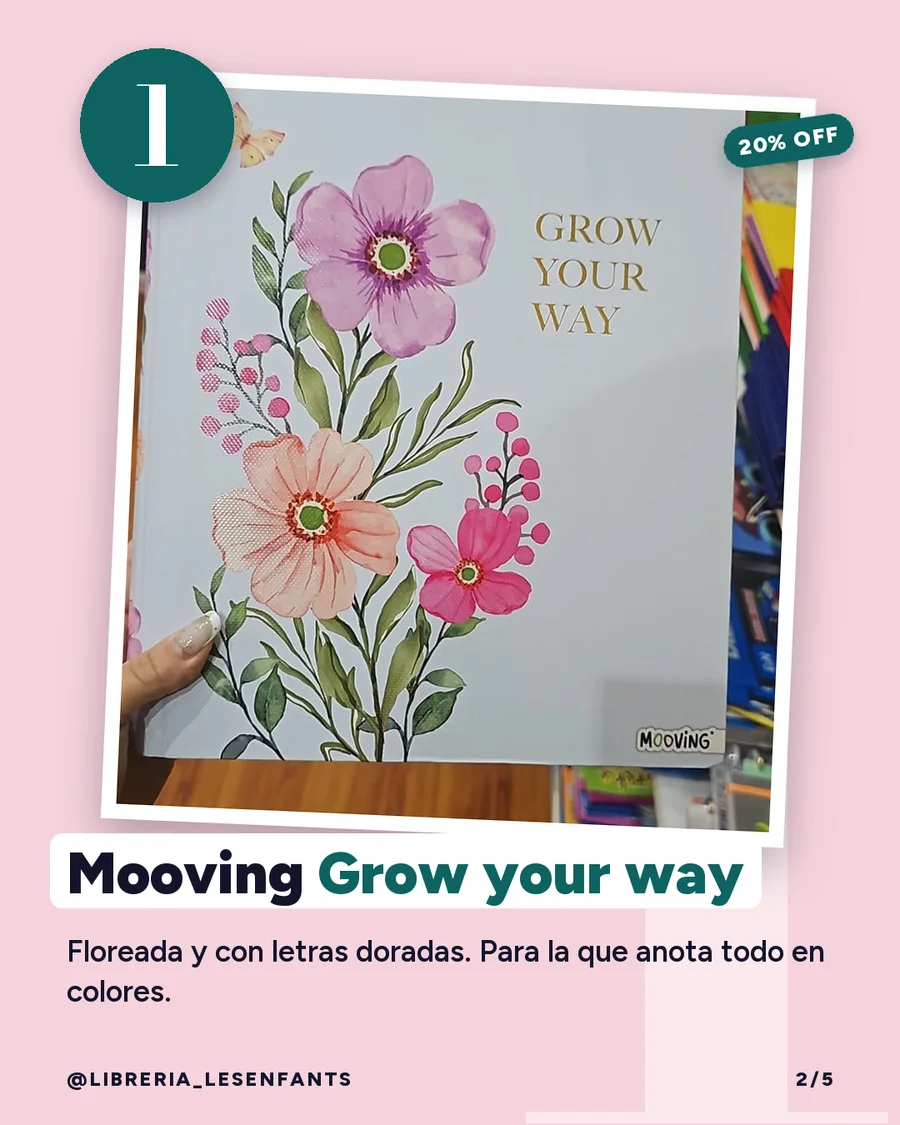 1
20% OFF
GROW
YOUR
WAY
MOOVING
Mooving Grow your way
Floreada y con letras doradas. Para la que anota todo en
colores.
@LIBRERIA_LESENFANTS
2/5